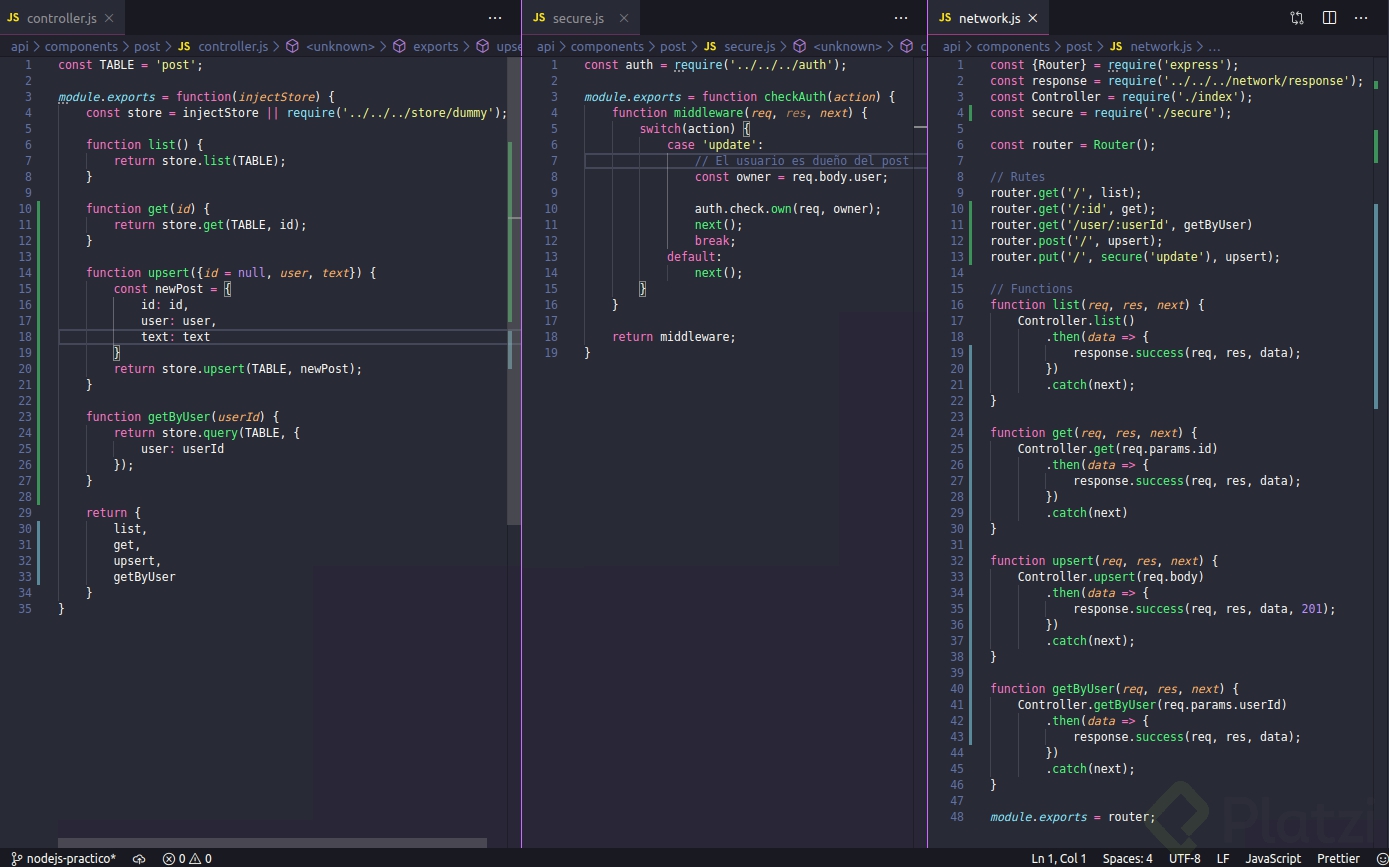 JS controller.js ×
api > components > post > JS controller.js > <unknown> > exports > upse
1 const TABLE = 'post';
2
3 module.exports = function(injectStore) {
4     const store = injectStore || require('../../../store/dummy');
5
6     function list() {
7         return store.list(TABLE);
8     }
9
10     function get(id) {
11         return store.get(TABLE, id);
12     }
13
14     function upsert({id = null, user, text}) {
15         const newPost = {
16             id: id,
17             user: user,
18             text: text
19         }
20         return store.upsert(TABLE, newPost);
21     }
22
23     function getByUser(userId) {
24         return store.query(TABLE, {
25             user: userId
26         });
27     }
28
29     return {
30         list,
31         get,
32         upsert,
33         getByUser
34     }
35 }
JS secure.js ×
api > components > post > JS secure.js > <unknown> > c
1 const auth = require('../../../auth');
2
3 module.exports = function checkAuth(action) {
4     function middleware(req, res, next) {
5         switch(action) {
6             case 'update':
7                 // El usuario es dueño del post
8                 const owner = req.body.user;
9
10                 auth.check.own(req, owner);
11                 next();
12                 break;
13             default:
14                 next();
15         }
16     }
17
18     return middleware;
19 }
JS network.js ×
api > components > post > JS network.js > ...
1 const {Router} = require('express');
2 const response = require('../../../network/response');
3 const Controller = require('./index');
4 const secure = require('./secure');
5
6 const router = Router();
7
8 // Rutes
9 router.get('/', list);
10 router.get('/:id', get);
11 router.get('/user/:userId', getByUser)
12 router.post('/', upsert);
13 router.put('/', secure('update'), upsert);
14
15 // Functions
16 function list(req, res, next) {
17     Controller.list()
18         .then(data => {
19             response.success(req, res, data);
20         })
21         .catch(next);
22 }
23
24 function get(req, res, next) {
25     Controller.get(req.params.id)
26         .then(data => {
27             response.success(req, res, data);
28         })
29         .catch(next)
30 }
31
32 function upsert(req, res, next) {
33     Controller.upsert(req.body)
34         .then(data => {
35             response.success(req, res, data, 201);
36         })
37         .catch(next);
38 }
39
40 function getByUser(req, res, next) {
41     Controller.getByUser(req.params.userId)
42         .then(data => {
43             response.success(req, res, data);
44         })
45         .catch(next);
46 }
47
48 module.exports = router;
Platzi
nodejs-practico* 0 0 Ln 1, Col 1 Spaces: 4 UTF-8 LF JavaScript Prettier